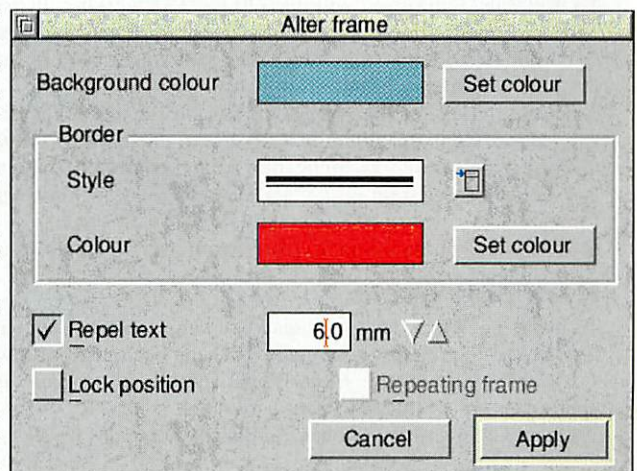 Alter frame
Background colour Set colour
Border
Style
Colour Set colour
Repel text 6.0 mm
Lock position Repeating frame
Cancel Apply